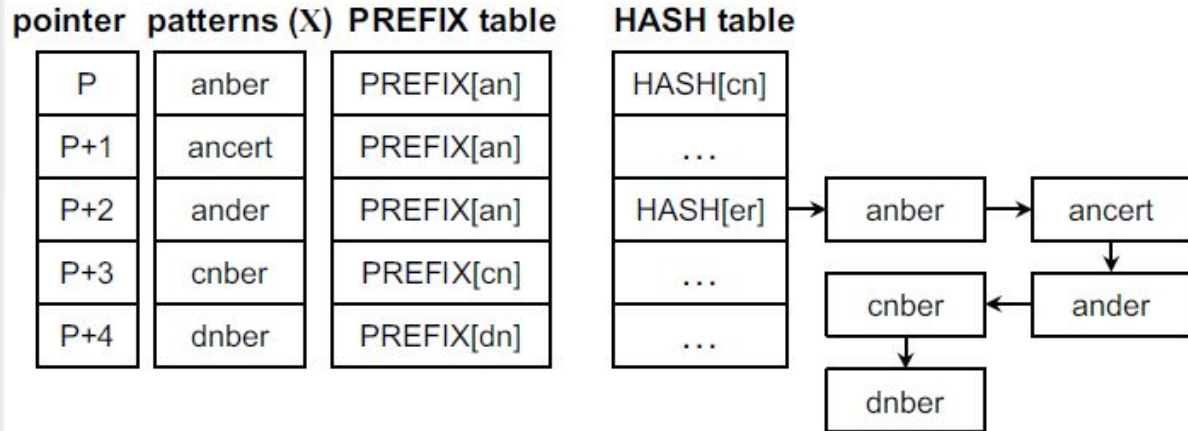 pointer patterns (X) PREFIX table HASH table
P anber PREFIX[an] HASH[cn]
P+1 ancert PREFIX[an] ...
P+2 ander PREFIX[an] HASH[er] anber ancert
P+3 cnber PREFIX[cn] ... cnber ander
P+4 dnber PREFIX[dn] ...
dnber